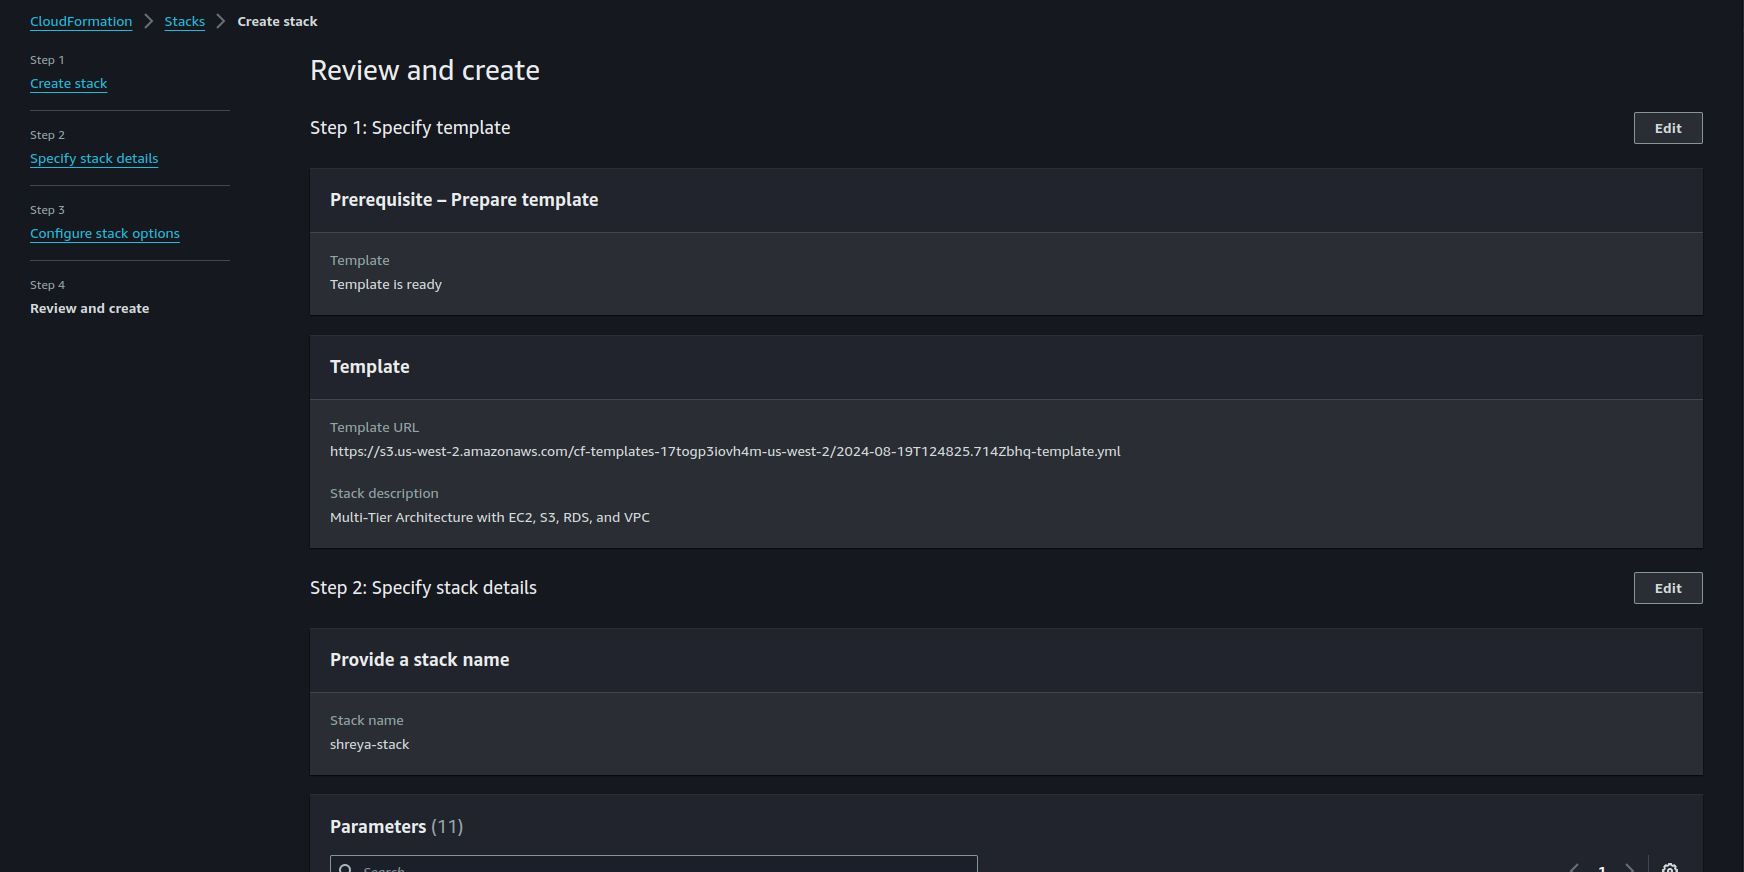 CloudFormation > Stacks > Create stack
Step 1
Create stack
Step 2
Specify stack details
Step 3
Configure stack options
Step 4
Review and create
Review and create
Step 1: Specify template
Edit
Prerequisite – Prepare template
Template
Template is ready
Template
Template URL
https://s3.us-west-2.amazonaws.com/cf-templates-17togp3iovh4m-us-west-2/2024-08-19T124825.714Zbhq-template.yml
Stack description
Multi-Tier Architecture with EC2, S3, RDS, and VPC
Step 2: Specify stack details
Edit
Provide a stack name
Stack name
shreya-stack
Parameters (11)
Search
1